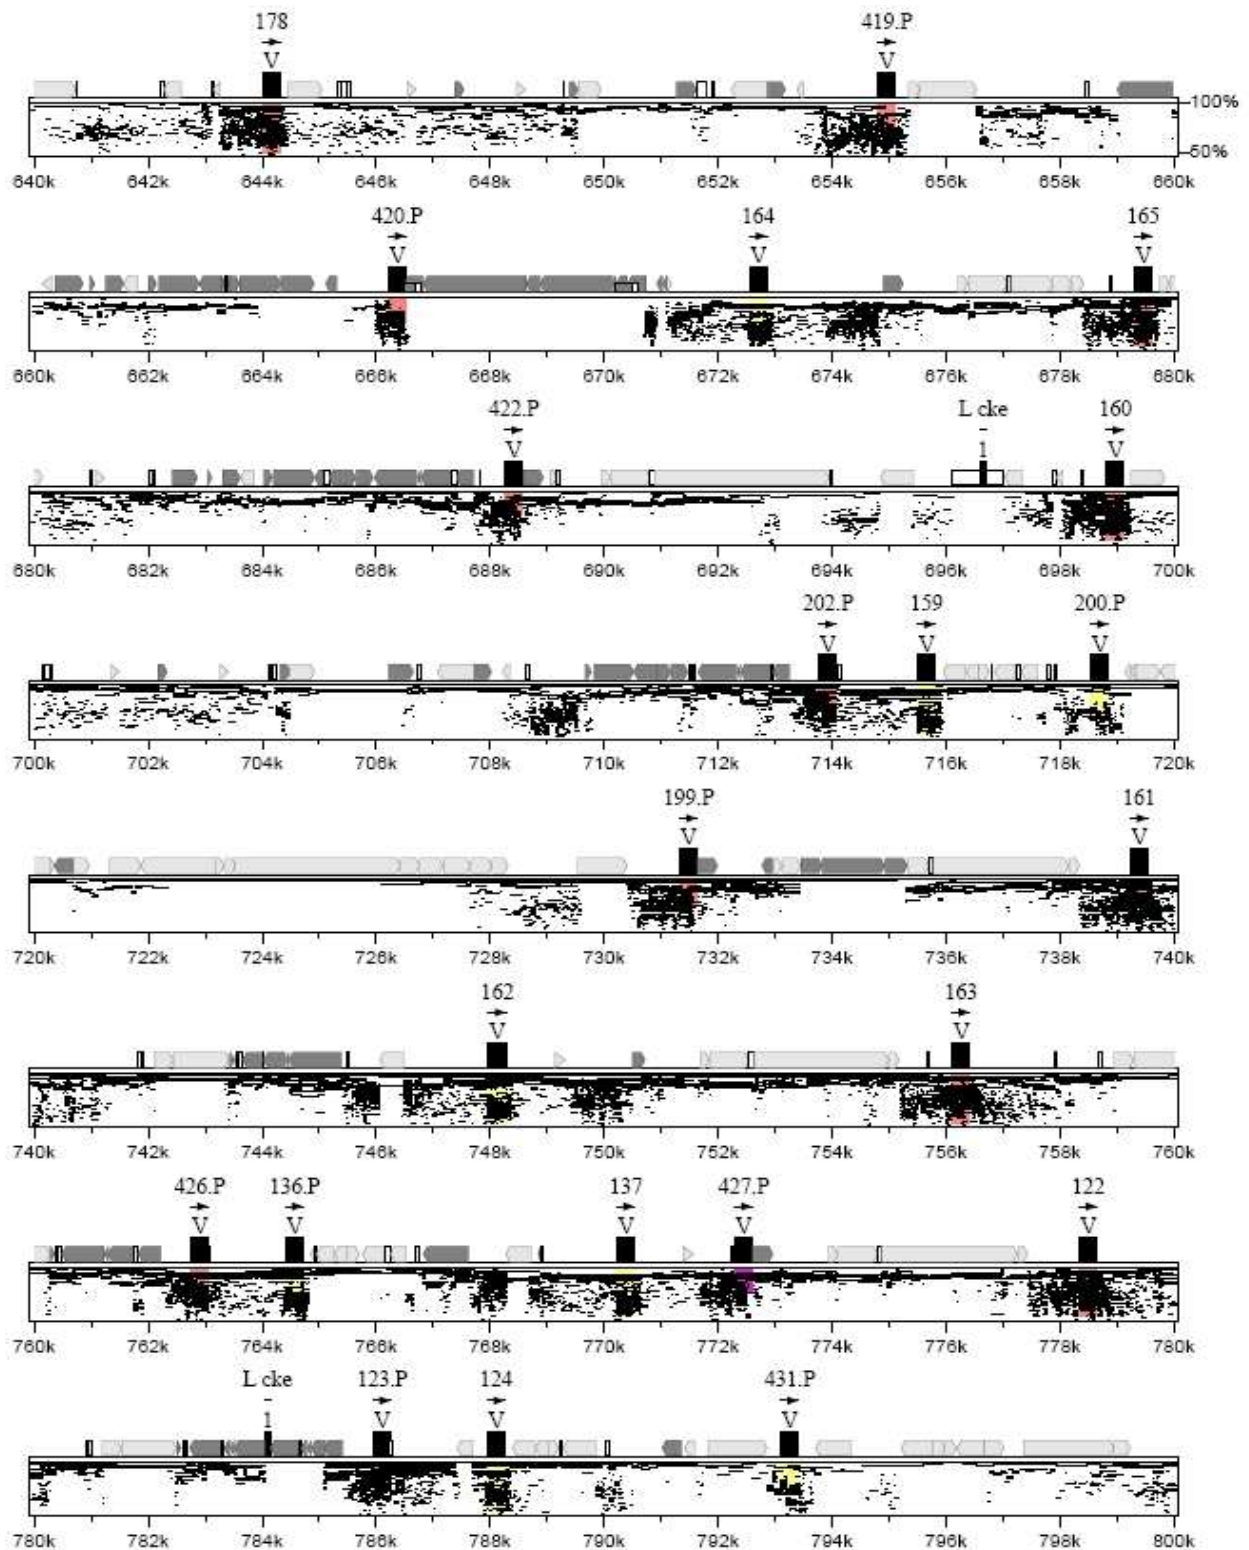 178 419.P
V V
100%
50%
640k 642k 644k 646k 648k 650k 652k 654k 656k 658k 660k
420.P 164 165
V V V
660k 662k 664k 666k 668k 670k 672k 674k 676k 678k 680k
422.P L cke 160
V 1 V
680k 682k 684k 686k 688k 690k 692k 694k 696k 698k 700k
202.P 159 200.P
V V V
700k 702k 704k 706k 708k 710k 712k 714k 716k 718k 720k
199.P 161
V V
720k 722k 724k 726k 728k 730k 732k 734k 736k 738k 740k
162 163
V V
740k 742k 744k 746k 748k 750k 752k 754k 756k 758k 760k
426.P 136.P 137 427.P 122
V V V V V
760k 762k 764k 766k 768k 770k 772k 774k 776k 778k 780k
L cke 123.P 124 431.P
1 V V V
780k 782k 784k 786k 788k 790k 792k 794k 796k 798k 800k